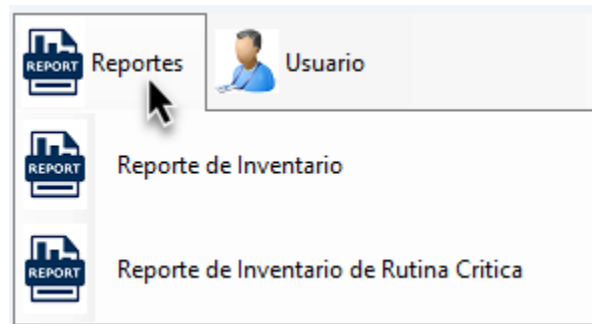 REPORT Reportes Usuario
REPORT Reporte de Inventario
REPORT Reporte de Inventario de Rutina Critica